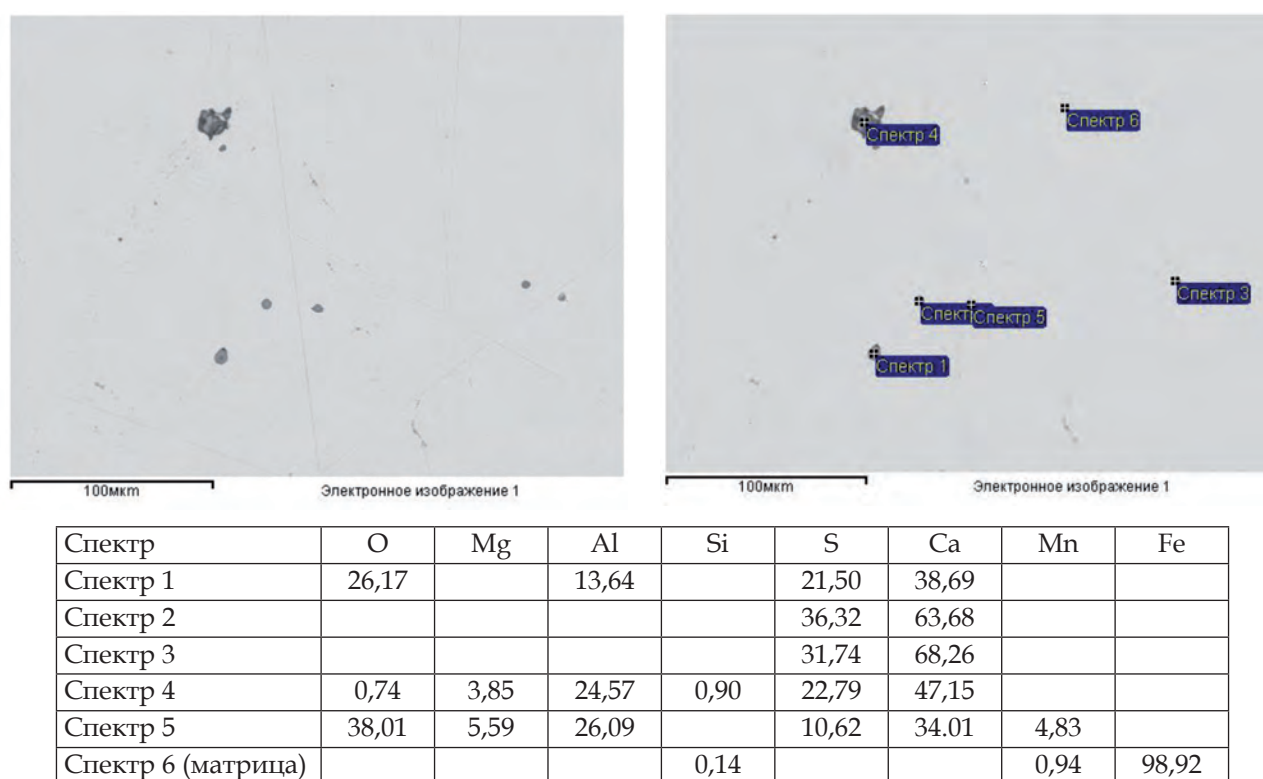 Спектр 4
Спектр 6
Спектр 3
Спект
Спектр 5
Спектр 1
100мкm
Электронное изображение 1
100мкm
Электронное изображение 1
Спектр O Mg Al Si S Ca Mn Fe
Спектр 1 26,17 13,64 21,50 38,69
Спектр 2 36,32 63,68
Спектр 3 31,74 68,26
Спектр 4 0,74 3,85 24,57 0,90 22,79 47,15
Спектр 5 38,01 5,59 26,09 10,62 34.01 4,83
Спектр 6 (матрица) 0,14 0,94 98,92